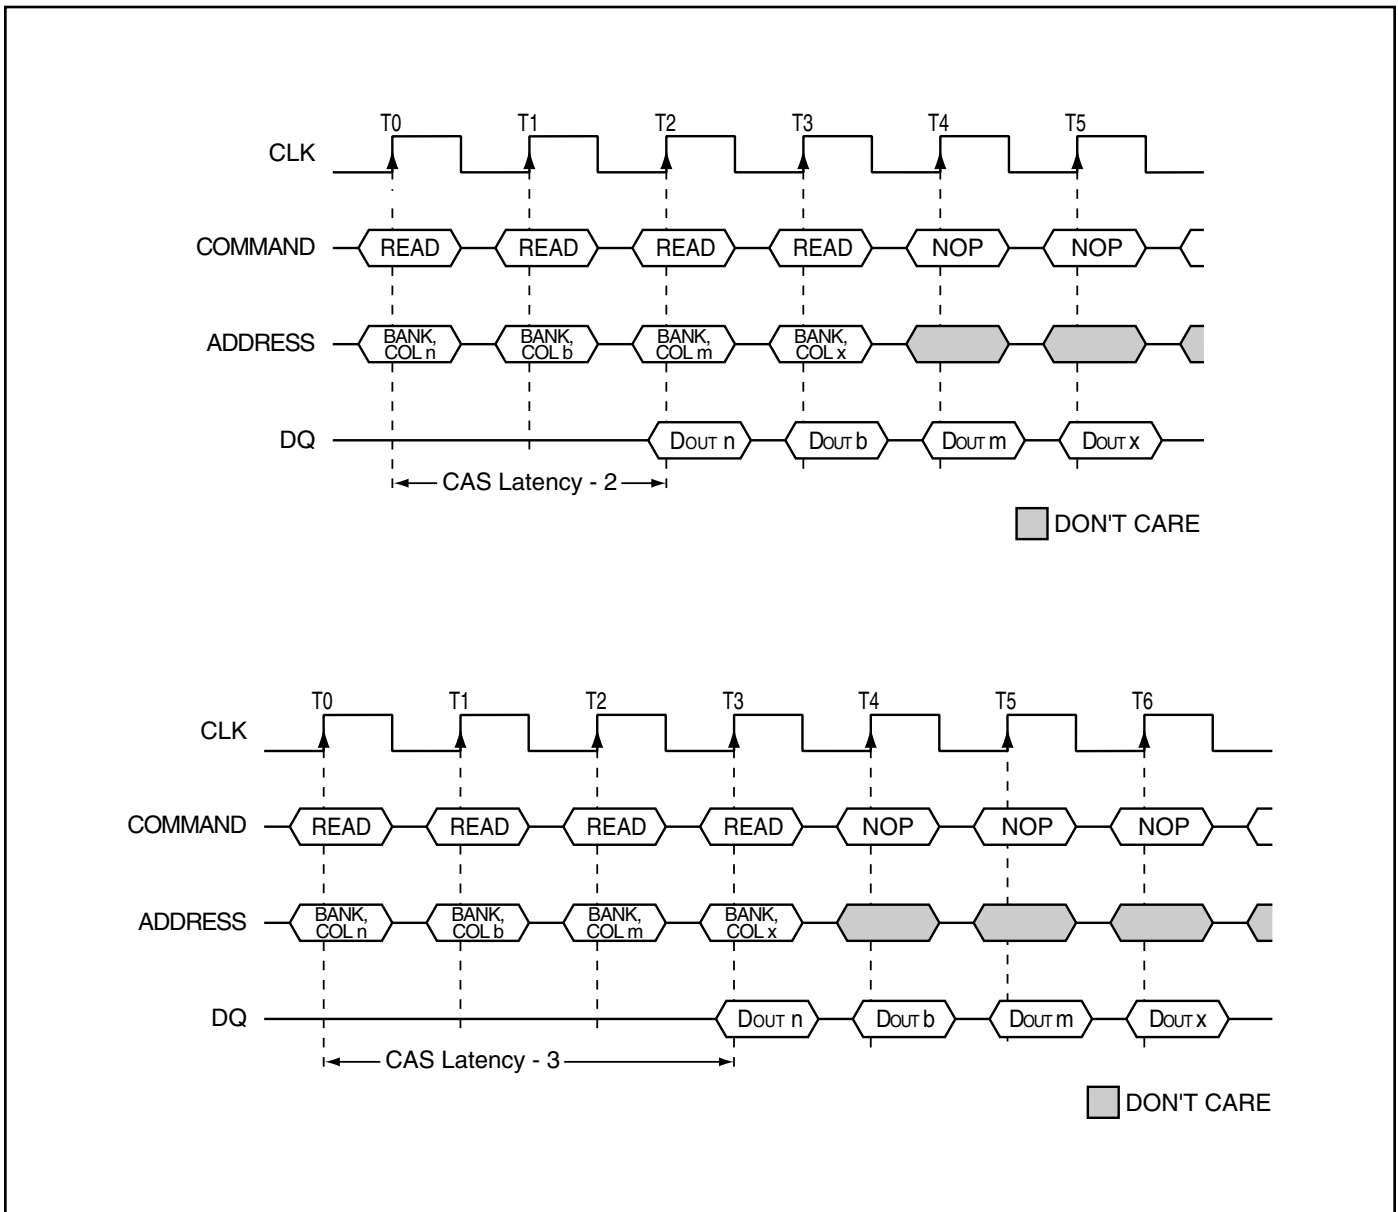 T0 T1 T2 T3 T4 T5
CLK
COMMAND READ READ READ READ NOP NOP
ADDRESS BANK, COL n BANK, COL b BANK, COL m BANK, COL x
DQ DOUT n DOUT b DOUT m DOUT x
CAS Latency - 2
DON'T CARE
T0 T1 T2 T3 T4 T5 T6
CLK
COMMAND READ READ READ READ NOP NOP NOP
ADDRESS BANK, COL n BANK, COL b BANK, COL m BANK, COL x
DQ DOUT n DOUT b DOUT m DOUT x
CAS Latency - 3
DON'T CARE